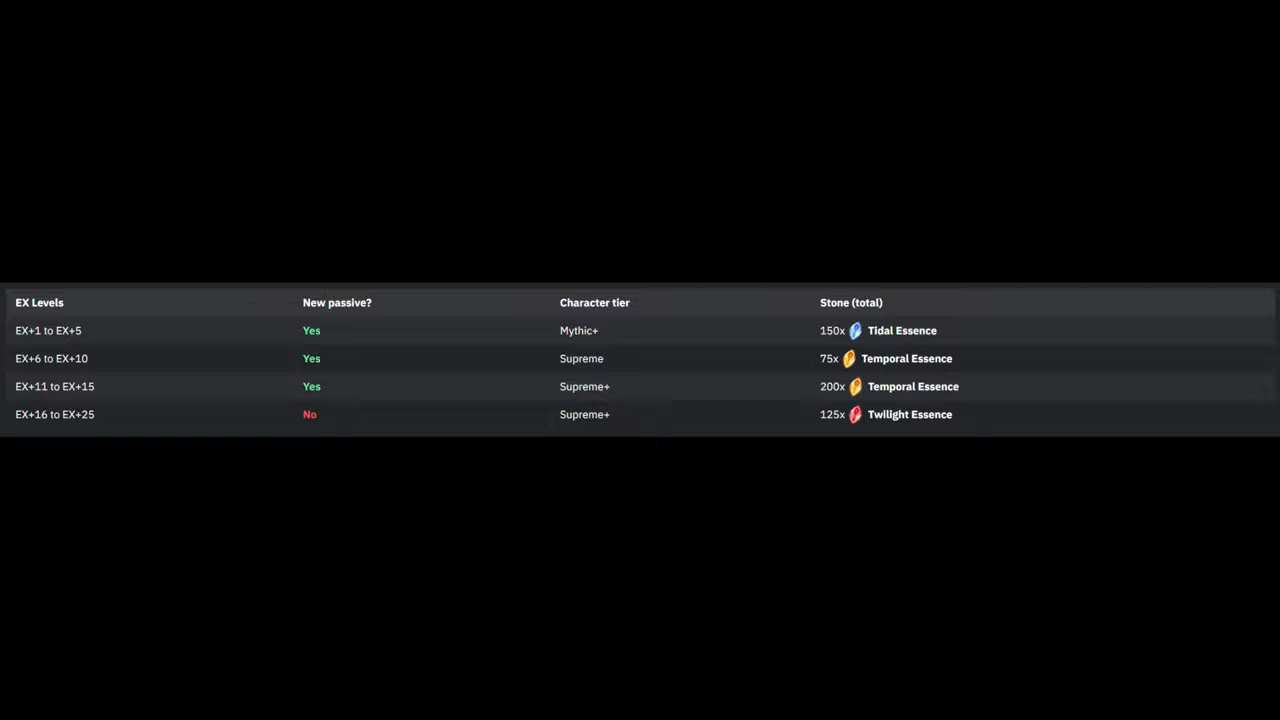 EX Levels New passive? Character tier Stone (total)
EX+1 to EX+5 Yes Mythic+ 150x Tidal Essence
EX+6 to EX+10 Yes Supreme 75x Temporal Essence
EX+11 to EX+15 Yes Supreme+ 200x Temporal Essence
EX+16 to EX+25 No Supreme+ 125x Twilight Essence